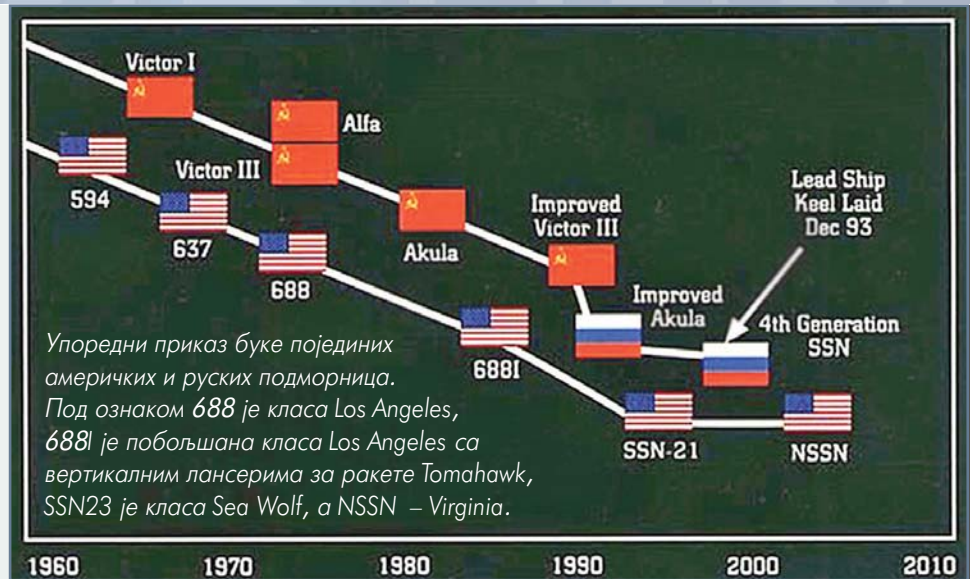 Victor I
Alfa
Victor III
594
637
688
Akula
Improved
Victor III
Lead Ship
Keel Laid
Dec 93
Improved
Akula
4th Generation
SSN
688I
SSN-21
NSSN
Упоредни приказ буке појединих
америчких и руских подморница.
Под ознаком 688 је класа Los Angeles,
688I је побољшана класа Los Angeles са
вертикалним лансерима за ракете Tomahawk,
SSN23 је класа Sea Wolf, а NSSN – Virginia.
1960 1970 1980 1990 2000 2010